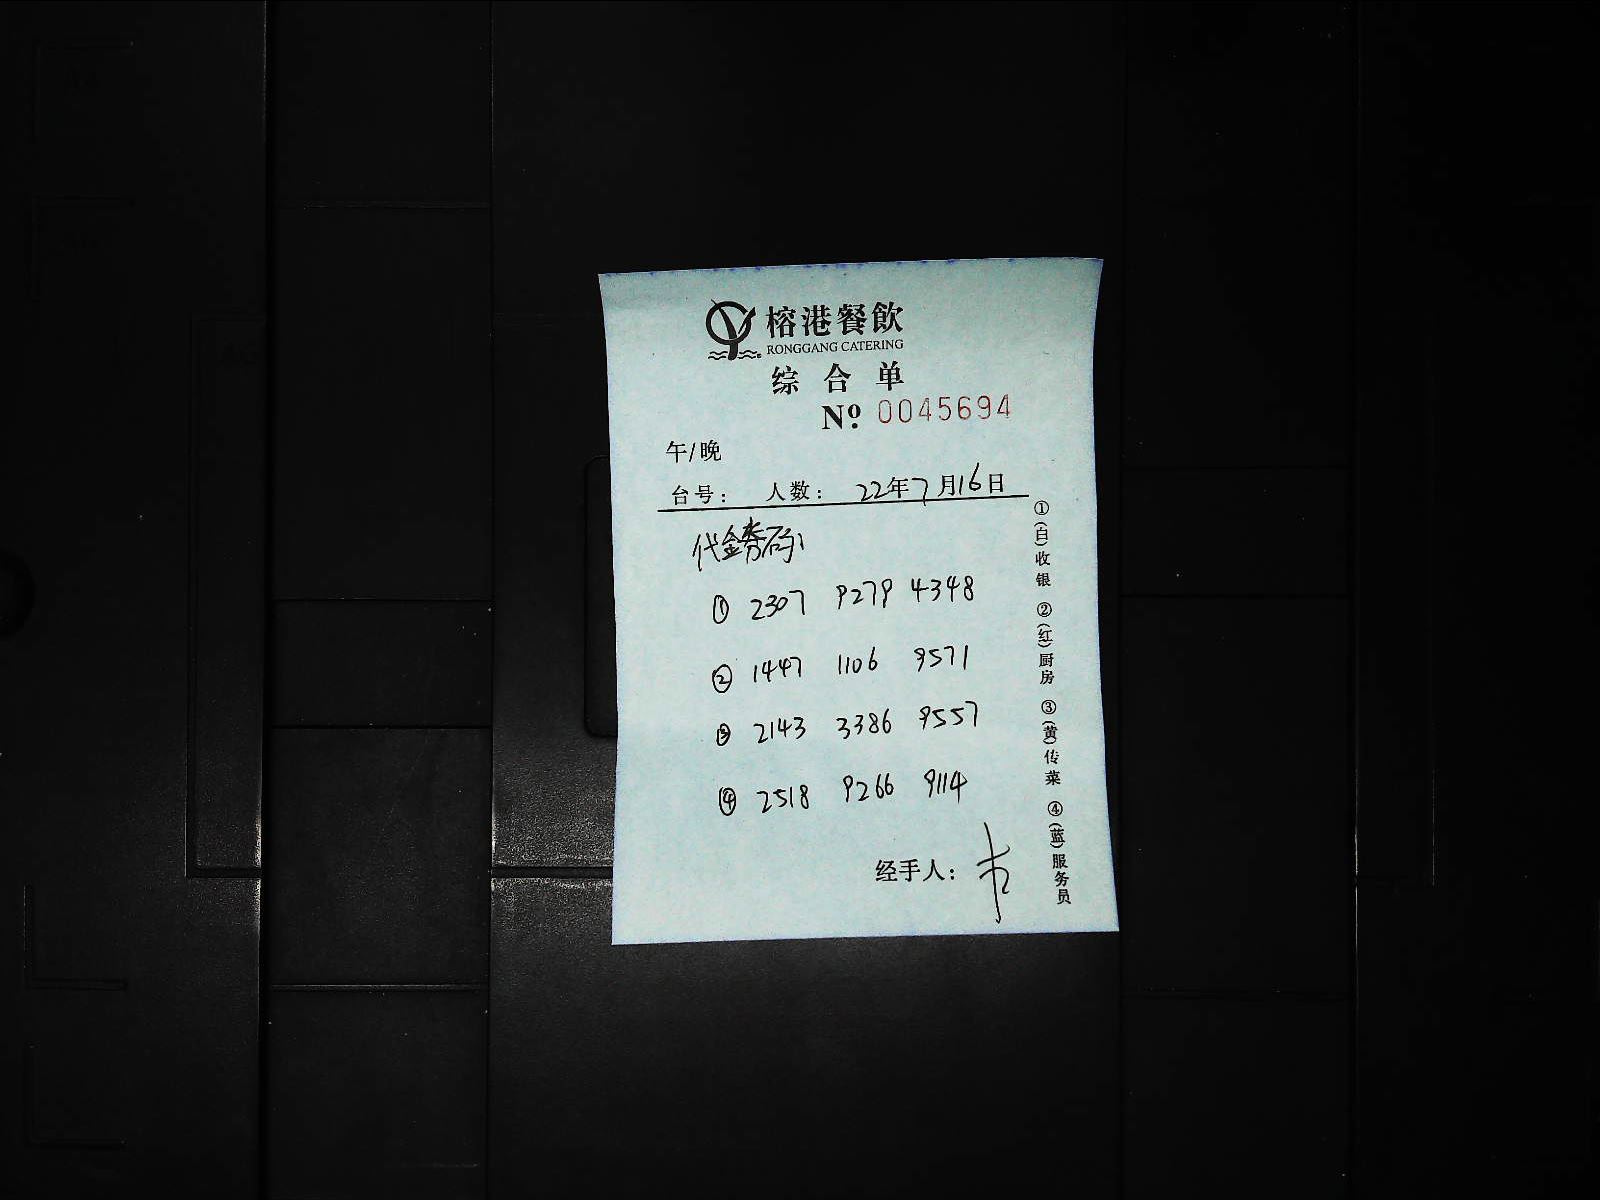 榕港餐飲
RONGGANG CATERING
综合单
Nº: 0045694
午/晚
台号： 人数： 22年7月16日
代金券码：
① 2307 9279 4348
② 1447 1106 9571
③ 2143 3386 9557
④ 2518 9266 9114
经手人：
①(白)收银 ②(红)厨房 ③(黄)传菜 ④(蓝)服务员